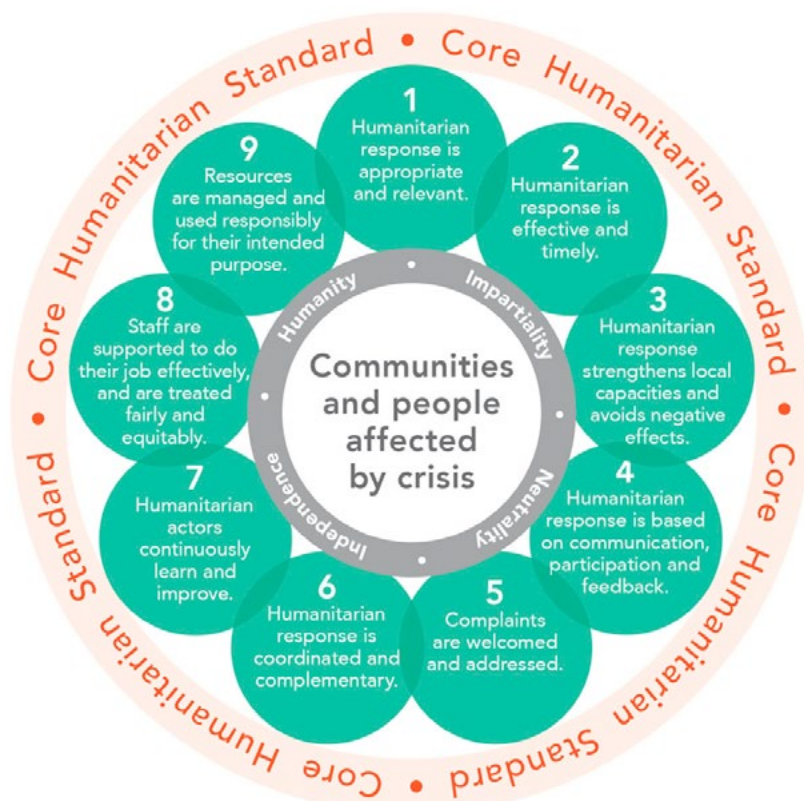 Core Humanitarian Standard • Core Humanitarian Standard • Core Humanitarian Standard • Core Humanitarian Standard • Core Humanitarian Standard •
1
Humanitarian
response is
appropriate
and relevant.
2
Humanitarian
response is
effective and
timely.
3
Humanitarian
response
strengthens local
capacities and
avoids negative
effects.
4
Humanitarian
response is based
on communication,
participation and
feedback.
5
Complaints
are welcomed
and addressed.
6
Humanitarian
response is
coordinated and
complementary.
7
Humanitarian
actors
continuously
learn and
improve.
8
Staff are
supported to do
their job effectively,
and are treated
fairly and
equitably.
9
Resources
are managed and
used responsibly
for their intended
purpose.
Humanity • Impartiality • Neutrality • Independence •
Communities
and people
affected
by crisis